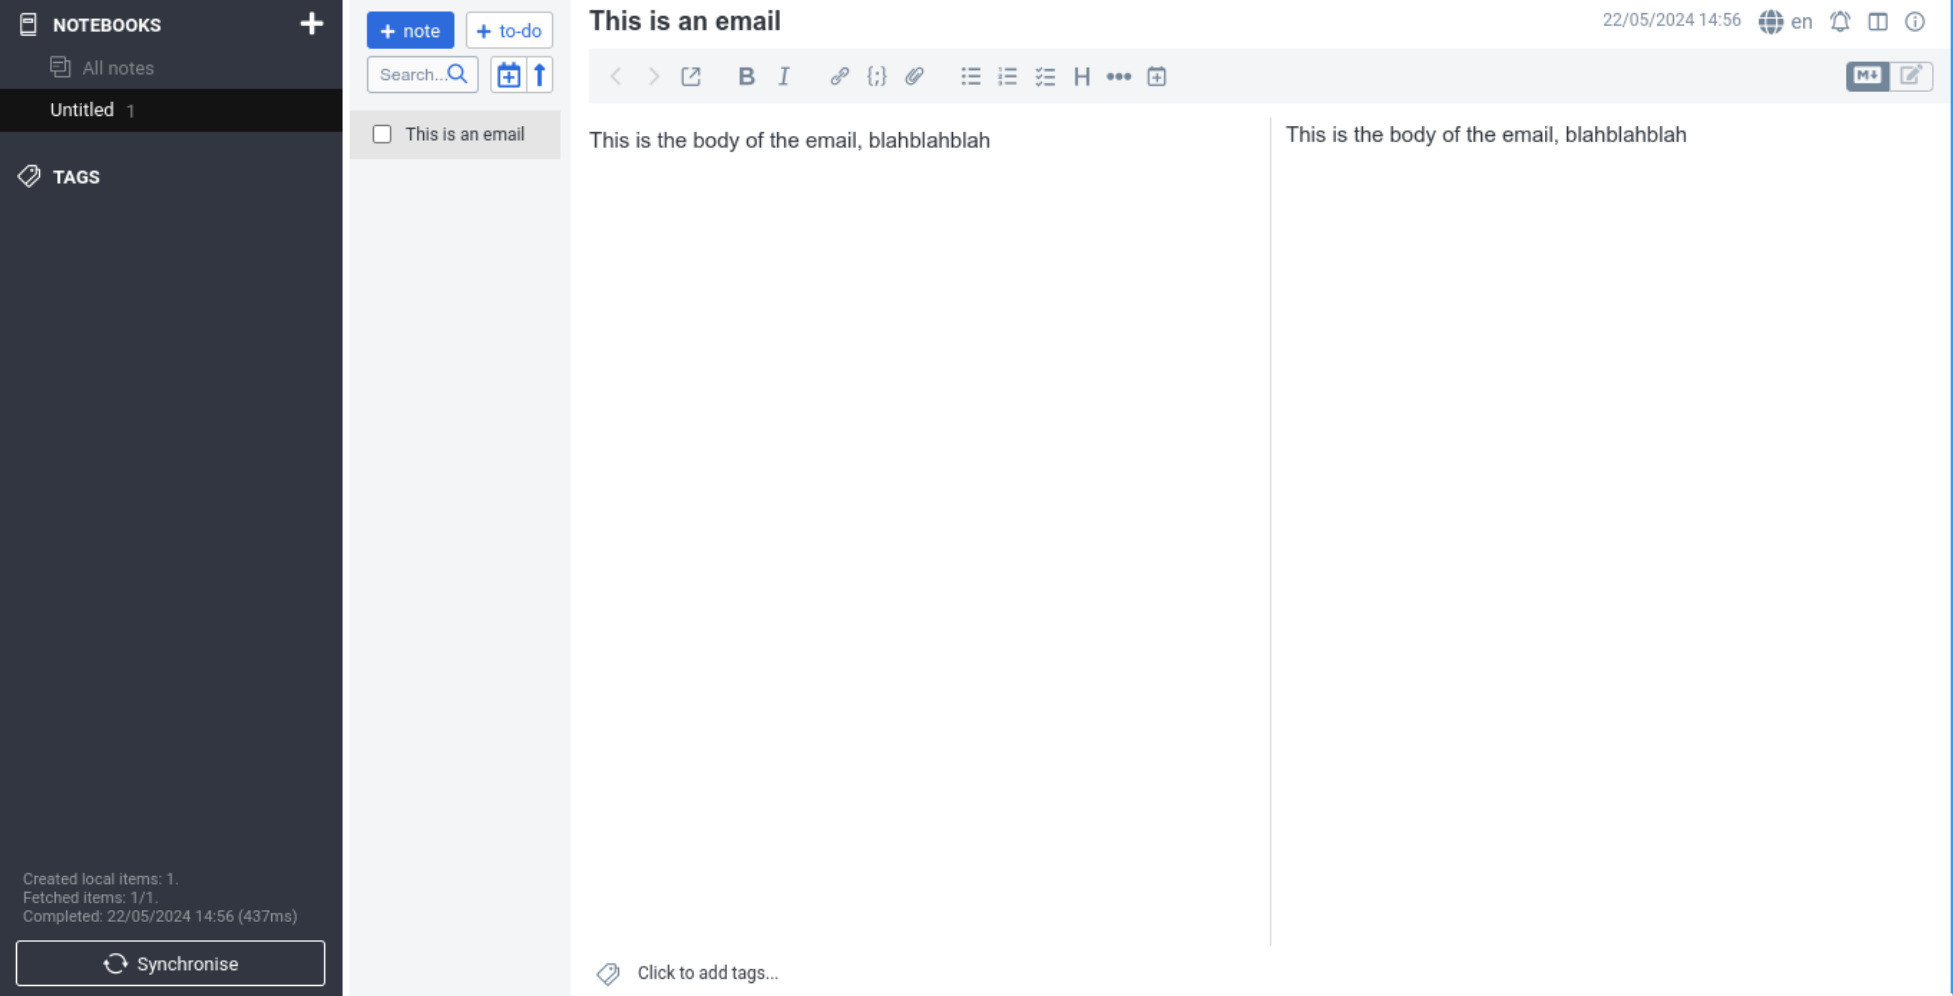 NOTEBOOKS
All notes
Untitled 1
TAGS
Created local items: 1.
Fetched items: 1/1.
Completed: 22/05/2024 14:56 (437ms)
Synchronise
+ note
+ to-do
Search...
This is an email
This is an email
22/05/2024 14:56
en
B I
H
M
This is the body of the email, blahblahblah
This is the body of the email, blahblahblah
Click to add tags...